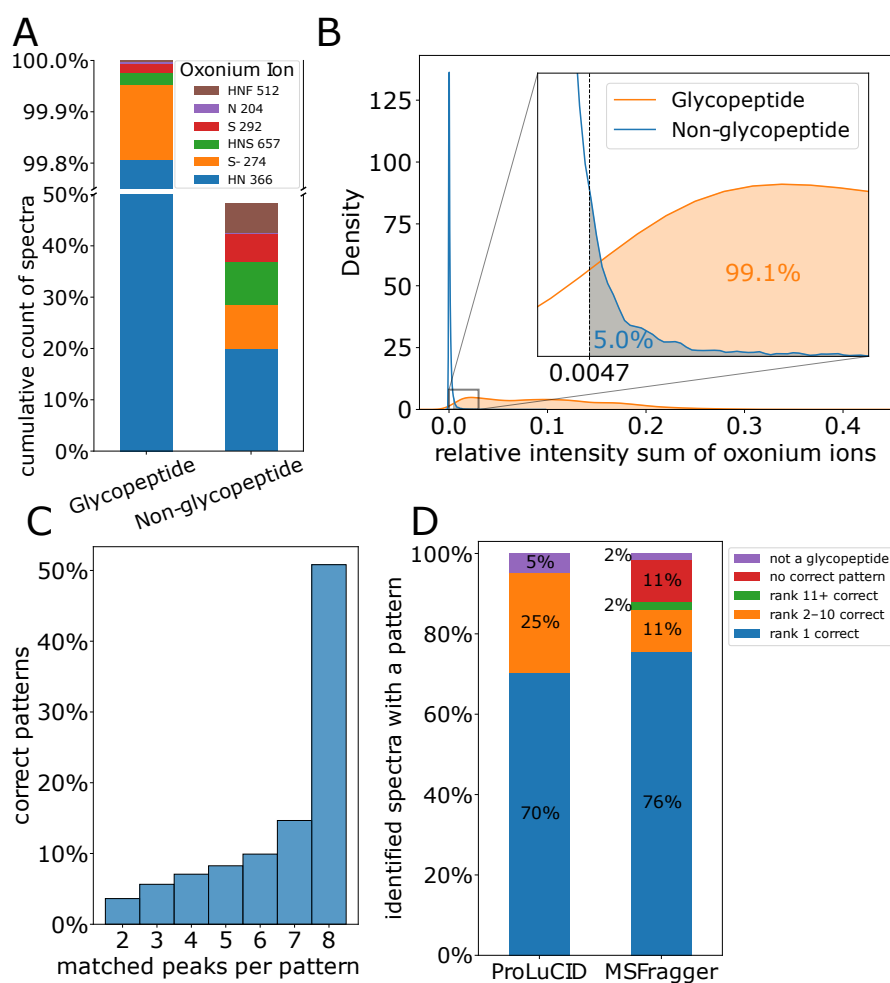 A
100.0%
99.9%
99.8%
50%
40%
30%
20%
10%
0%
cumulative count of spectra
Oxonium Ion
HNF 512
N 204
S 292
HNS 657
S- 274
HN 366
Glycopeptide
Non-glycopeptide
B
125
100
75
50
25
0
Density
Glycopeptide
Non-glycopeptide
99.1%
5.0%
0.0047
0.0
0.1
0.2
0.3
0.4
relative intensity sum of oxonium ions
C
50%
40%
30%
20%
10%
0%
correct patterns
2
3
4
5
6
7
8
matched peaks per pattern
D
100%
80%
60%
40%
20%
0%
identified spectra with a pattern
5%
25%
70%
2%
11%
2%
11%
76%
ProLuCID
MSFragger
not a glycopeptide
no correct pattern
rank 11+ correct
rank 2–10 correct
rank 1 correct